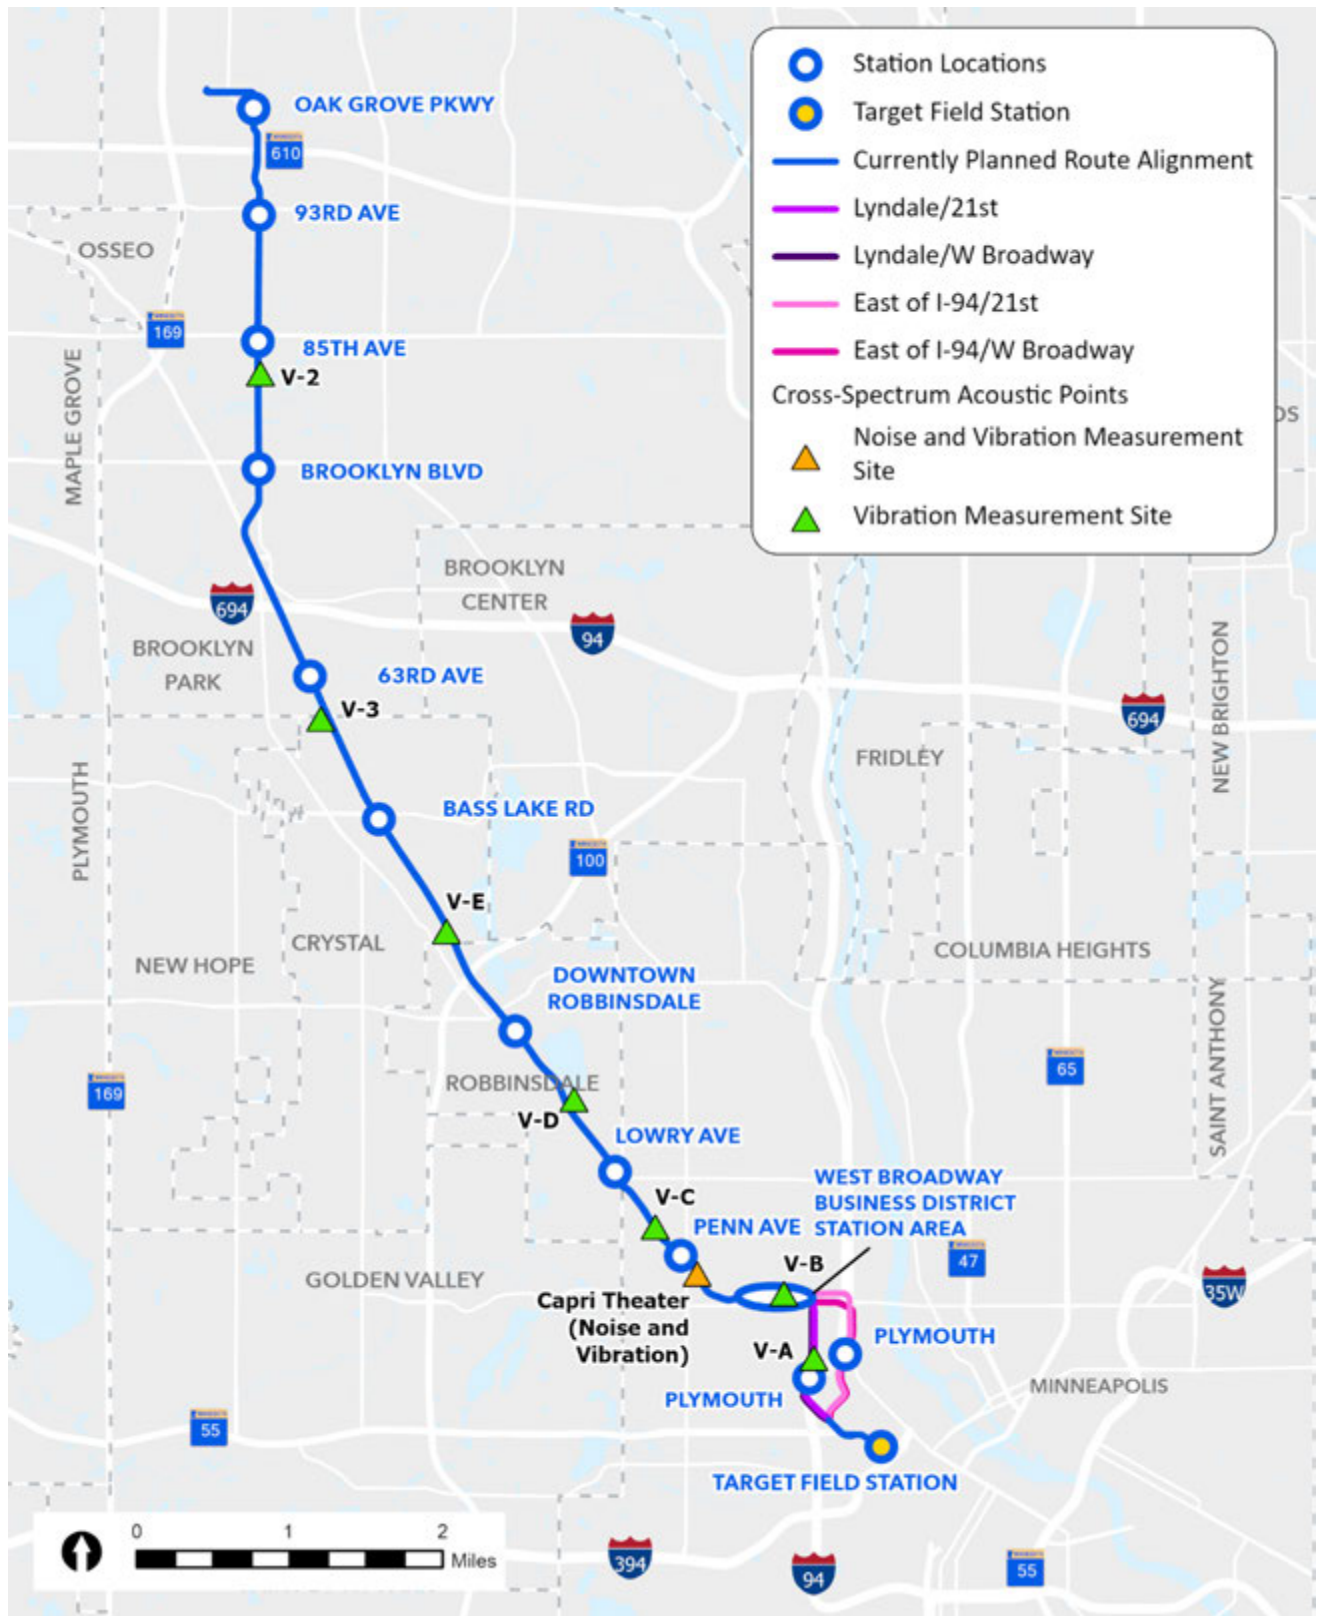 Station Locations
Target Field Station
Currently Planned Route Alignment
Lyndale/21st
Lyndale/W Broadway
East of I-94/21st
East of I-94/W Broadway
Cross-Spectrum Acoustic Points
Noise and Vibration Measurement
Site
Vibration Measurement Site
OAK GROVE PKWY
610
93RD AVE
OSSEO
169
85TH AVE
V-2
MAPLE GROVE
BROOKLYN BLVD
BROOKLYN
CENTER
694
94
BROOKLYN
PARK
63RD AVE
V-3
694
NEW BRIGHTON
FRIDLEY
PLYMOUTH
BASS LAKE RD
100
V-E
CRYSTAL
NEW HOPE
COLUMBIA HEIGHTS
DOWNTOWN
ROBBINSDALE
SAINT ANTHONY
65
169
ROBBINSDALE
V-D
LOWRY AVE
WEST BROADWAY
BUSINESS DISTRICT
STATION AREA
V-C
PENN AVE
47
V-B
35W
GOLDEN VALLEY
Capri Theater
(Noise and
Vibration)
PLYMOUTH
V-A
PLYMOUTH
MINNEAPOLIS
55
TARGET FIELD STATION
0 1 2
Miles
394
94
55